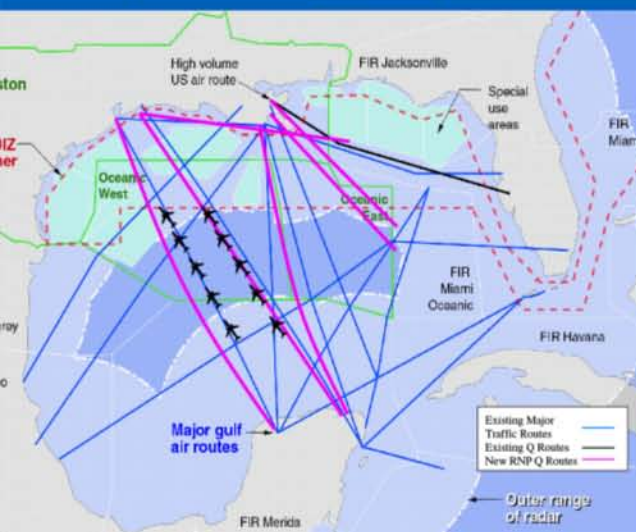 High volume
US air route
FIR Jacksonville
Special
use
areas
Oceanic
West
Oceanic
East
FIR
Miami
Oceanic
FIR Havana
Major gulf
air routes
FIR Merida
Existing Major
Traffic Routes
Existing Q Routes
New RNP Q Routes
Outer range
of radar
FIR